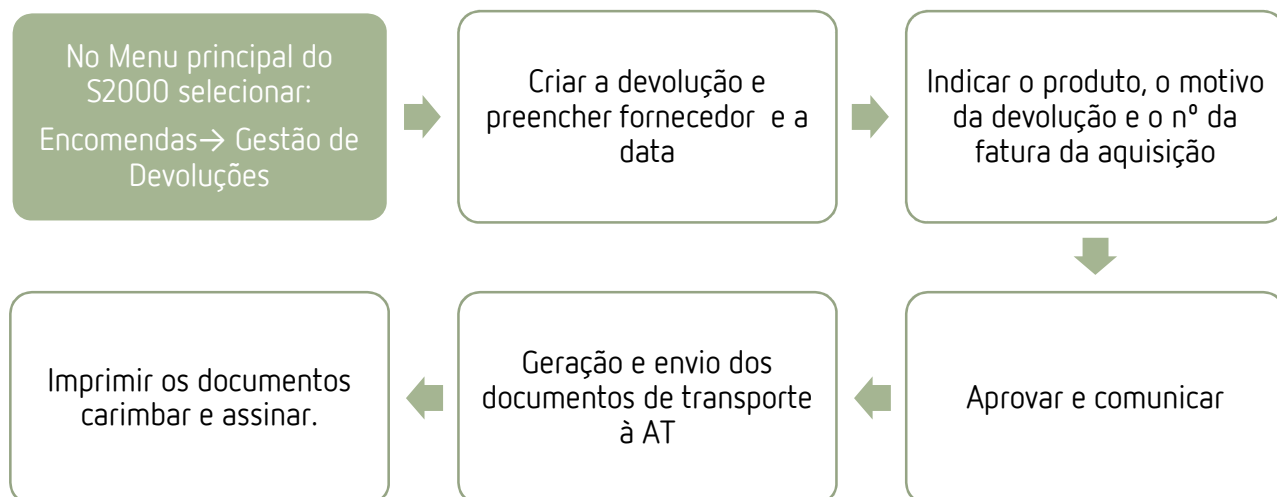 No Menu principal do
S2000 selecionar:
Encomendas→ Gestão de
Devoluções
Criar a devolução e
preencher fornecedor e a
data
Indicar o produto, o motivo
da devolução e o nº da
fatura da aquisição
Aprovar e comunicar
Geração e envio dos
documentos de transporte
à AT
Imprimir os documentos
carimbar e assinar.